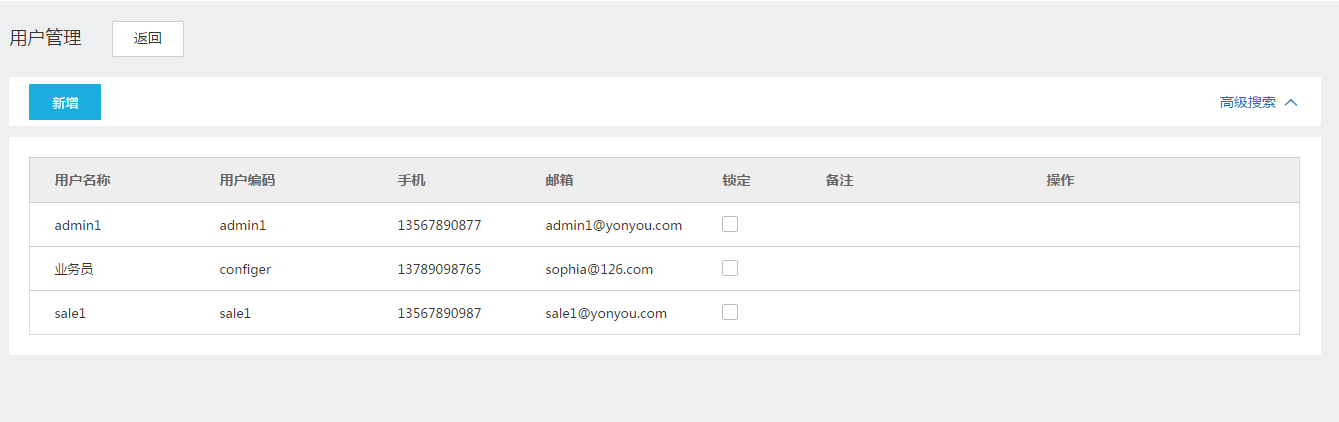 用户管理 返回
新增 高级搜索
用户名称 用户编码 手机 邮箱 锁定 备注 操作
admin1 admin1 13567890877 admin1@yonyou.com
业务员 configer 13789098765 sophia@126.com
sale1 sale1 13567890987 sale1@yonyou.com